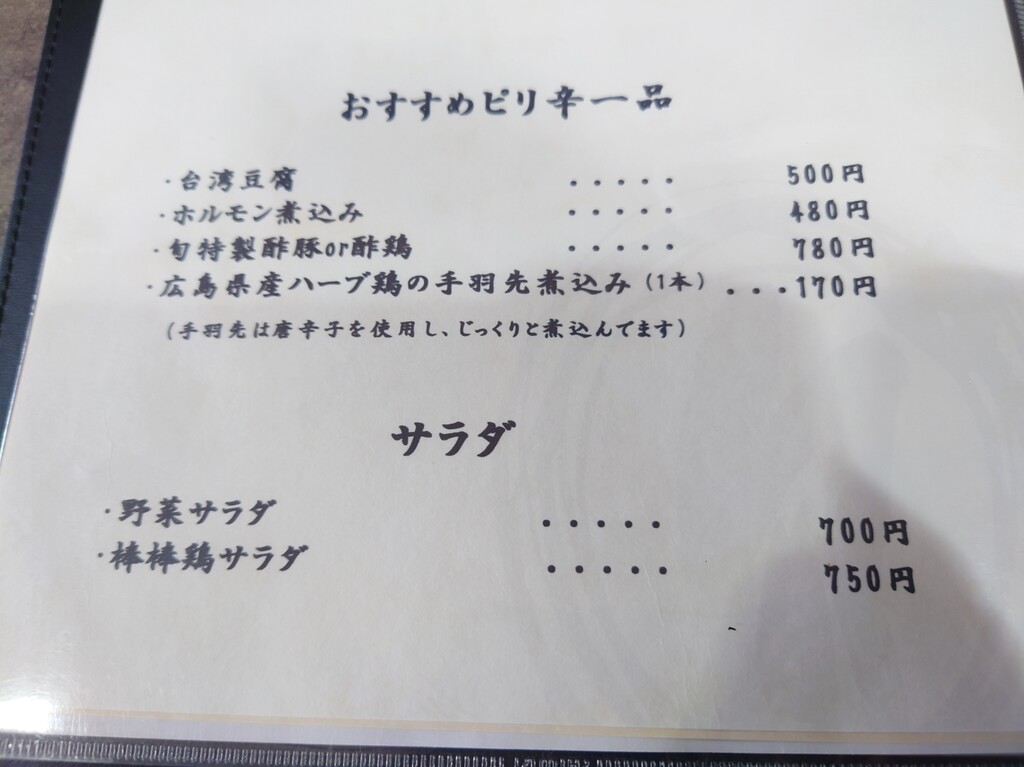 おすすめピリ辛一品
・台湾豆腐 ・・・・・ 500円
・ホルモン煮込み ・・・・・ 480円
・旬特製酢豚or酢鶏 ・・・・・ 780円
・広島県産ハーブ鶏の手羽先煮込み（1本）・・・170円
（手羽先は唐辛子を使用し、じっくりと煮込んでます）
サラダ
・野菜サラダ ・・・・・ 700円
・棒棒鶏サラダ ・・・・・ 750円